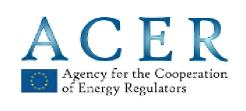 ACER
Agency for the Cooperation
of Energy Regulators